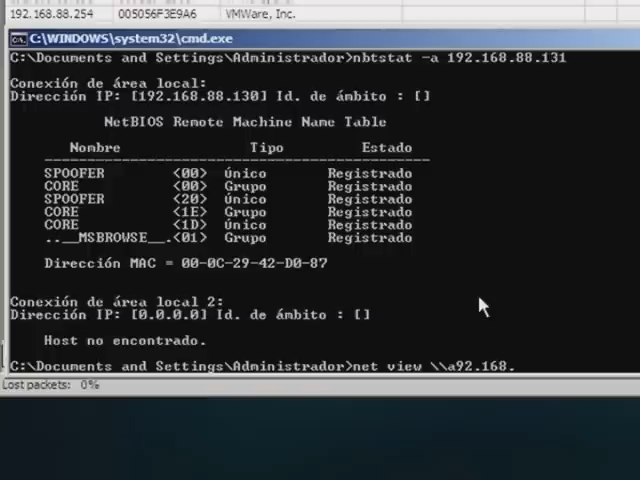 192.168.88.254 005056F3E9A6 VMWare, Inc.
C:\WINDOWS\system32\cmd.exe
C:\Documents and Settings\Administrador>nbtstat -a 192.168.88.131
Conexión de área local:
Dirección IP: [192.168.88.130] Id. de ámbito : []
NetBIOS Remote Machine Name Table
Nombre Tipo Estado
---------------------------------------------
SPOOFER <00> Único Registrado
CORE <00> Grupo Registrado
SPOOFER <20> Único Registrado
CORE <1E> Grupo Registrado
CORE <1D> Único Registrado
..__MSBROWSE__.<01> Grupo Registrado
Dirección MAC = 00-0C-29-42-D0-87
Conexión de área local 2:
Dirección IP: [0.0.0.0] Id. de ámbito : []
Host no encontrado.
C:\Documents and Settings\Administrador>net view \\a92.168.
Lost packets: 0%